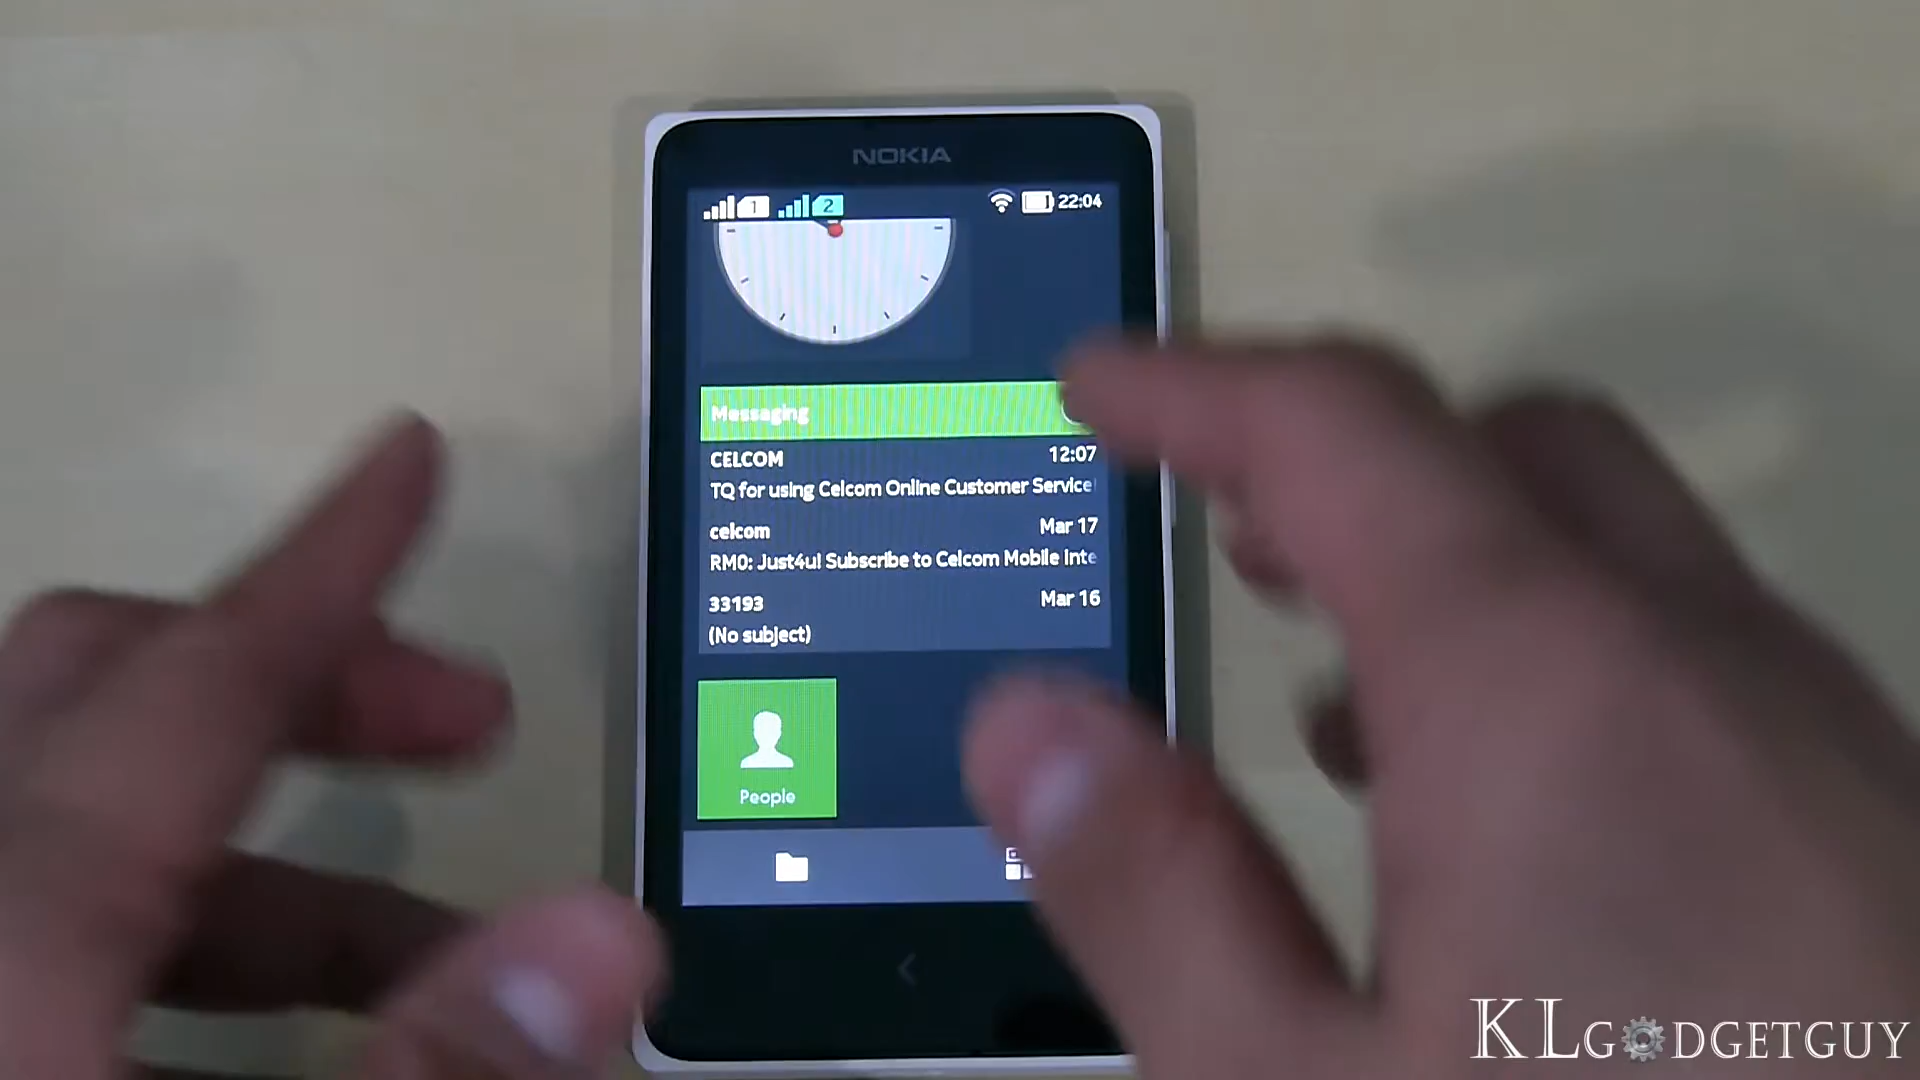 NOKIA
1 2 22:04
Messaging
CELCOM 12:07
TQ for using Celcom Online Customer Service
celcom Mar 17
RM0: Just4u! Subscribe to Celcom Mobile Inte
33193 Mar 16
(No subject)
People
KLGADGETGUY